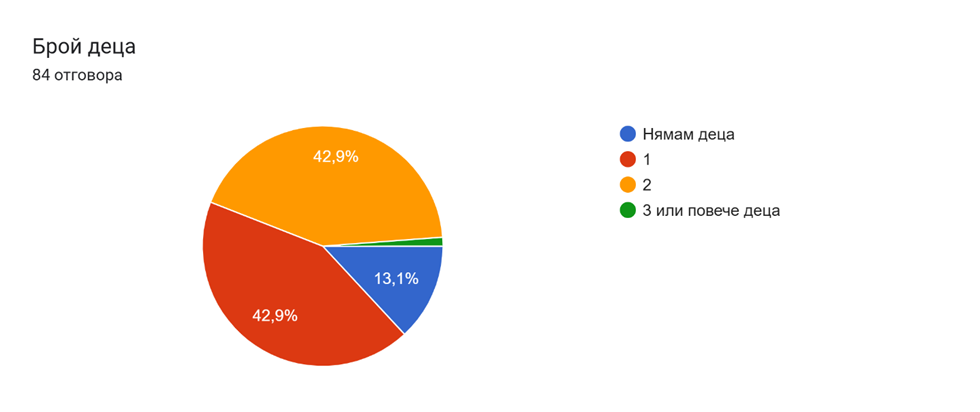 Брой деца
84 отговора
42,9%
13,1%
42,9%
Нямам деца
1
2
3 или повече деца